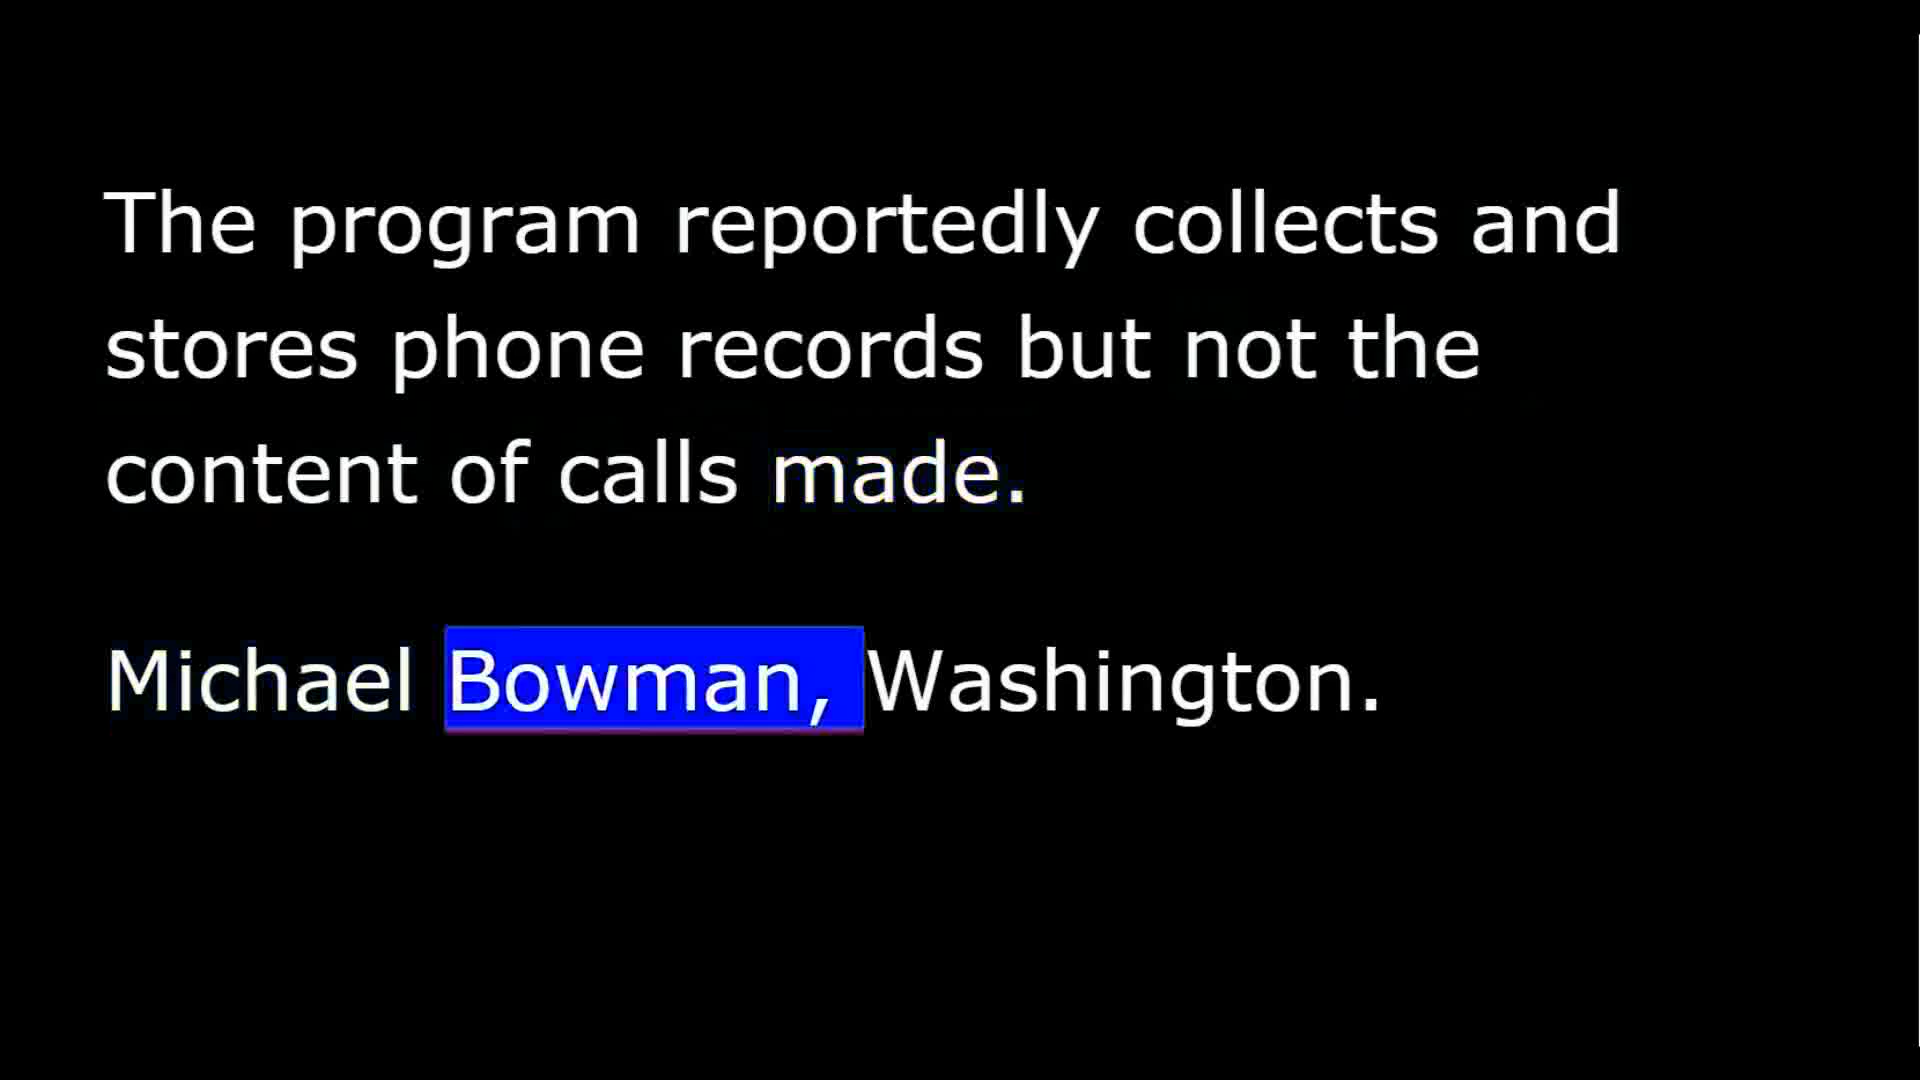 The program reportedly collects and
stores phone records but not the
content of calls made.
Michael Bowman, Washington.